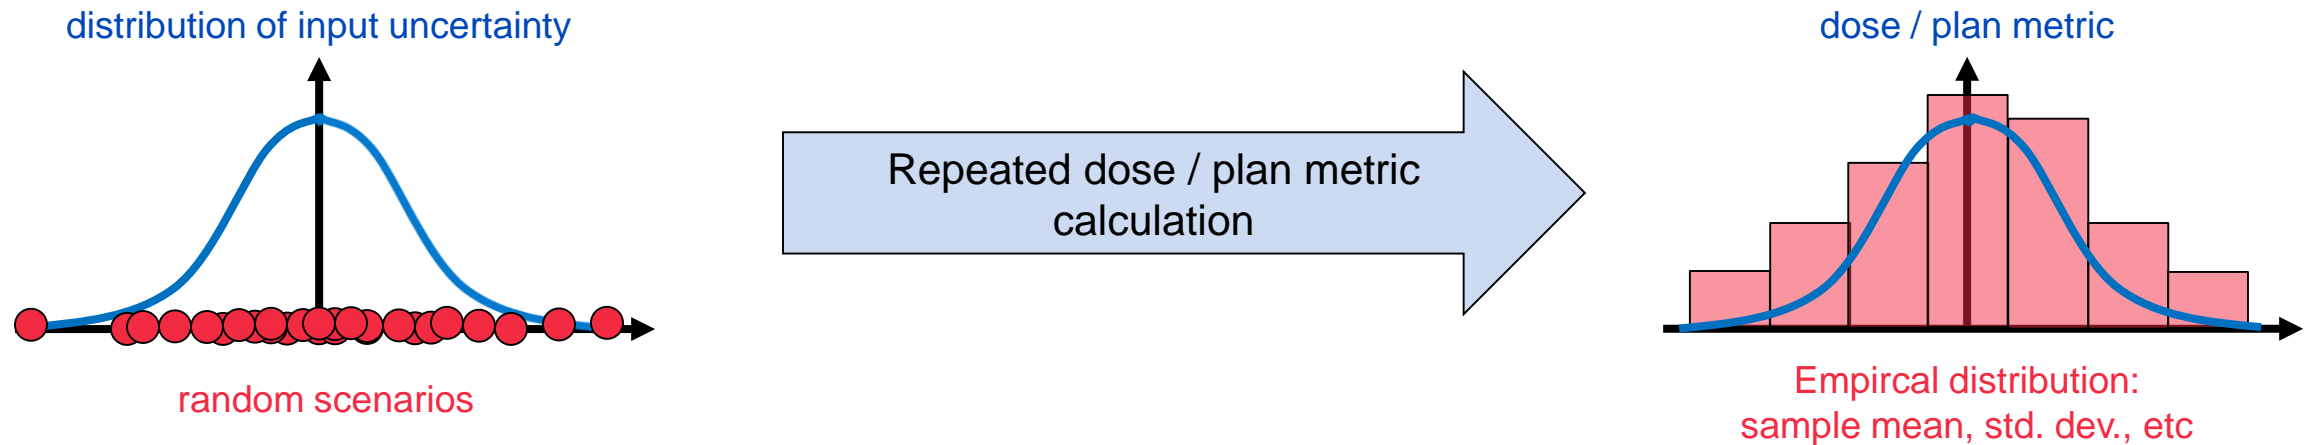 distribution of input uncertainty
random scenarios
Repeated dose / plan metric
calculation
dose / plan metric
Empircal distribution:
sample mean, std. dev., etc